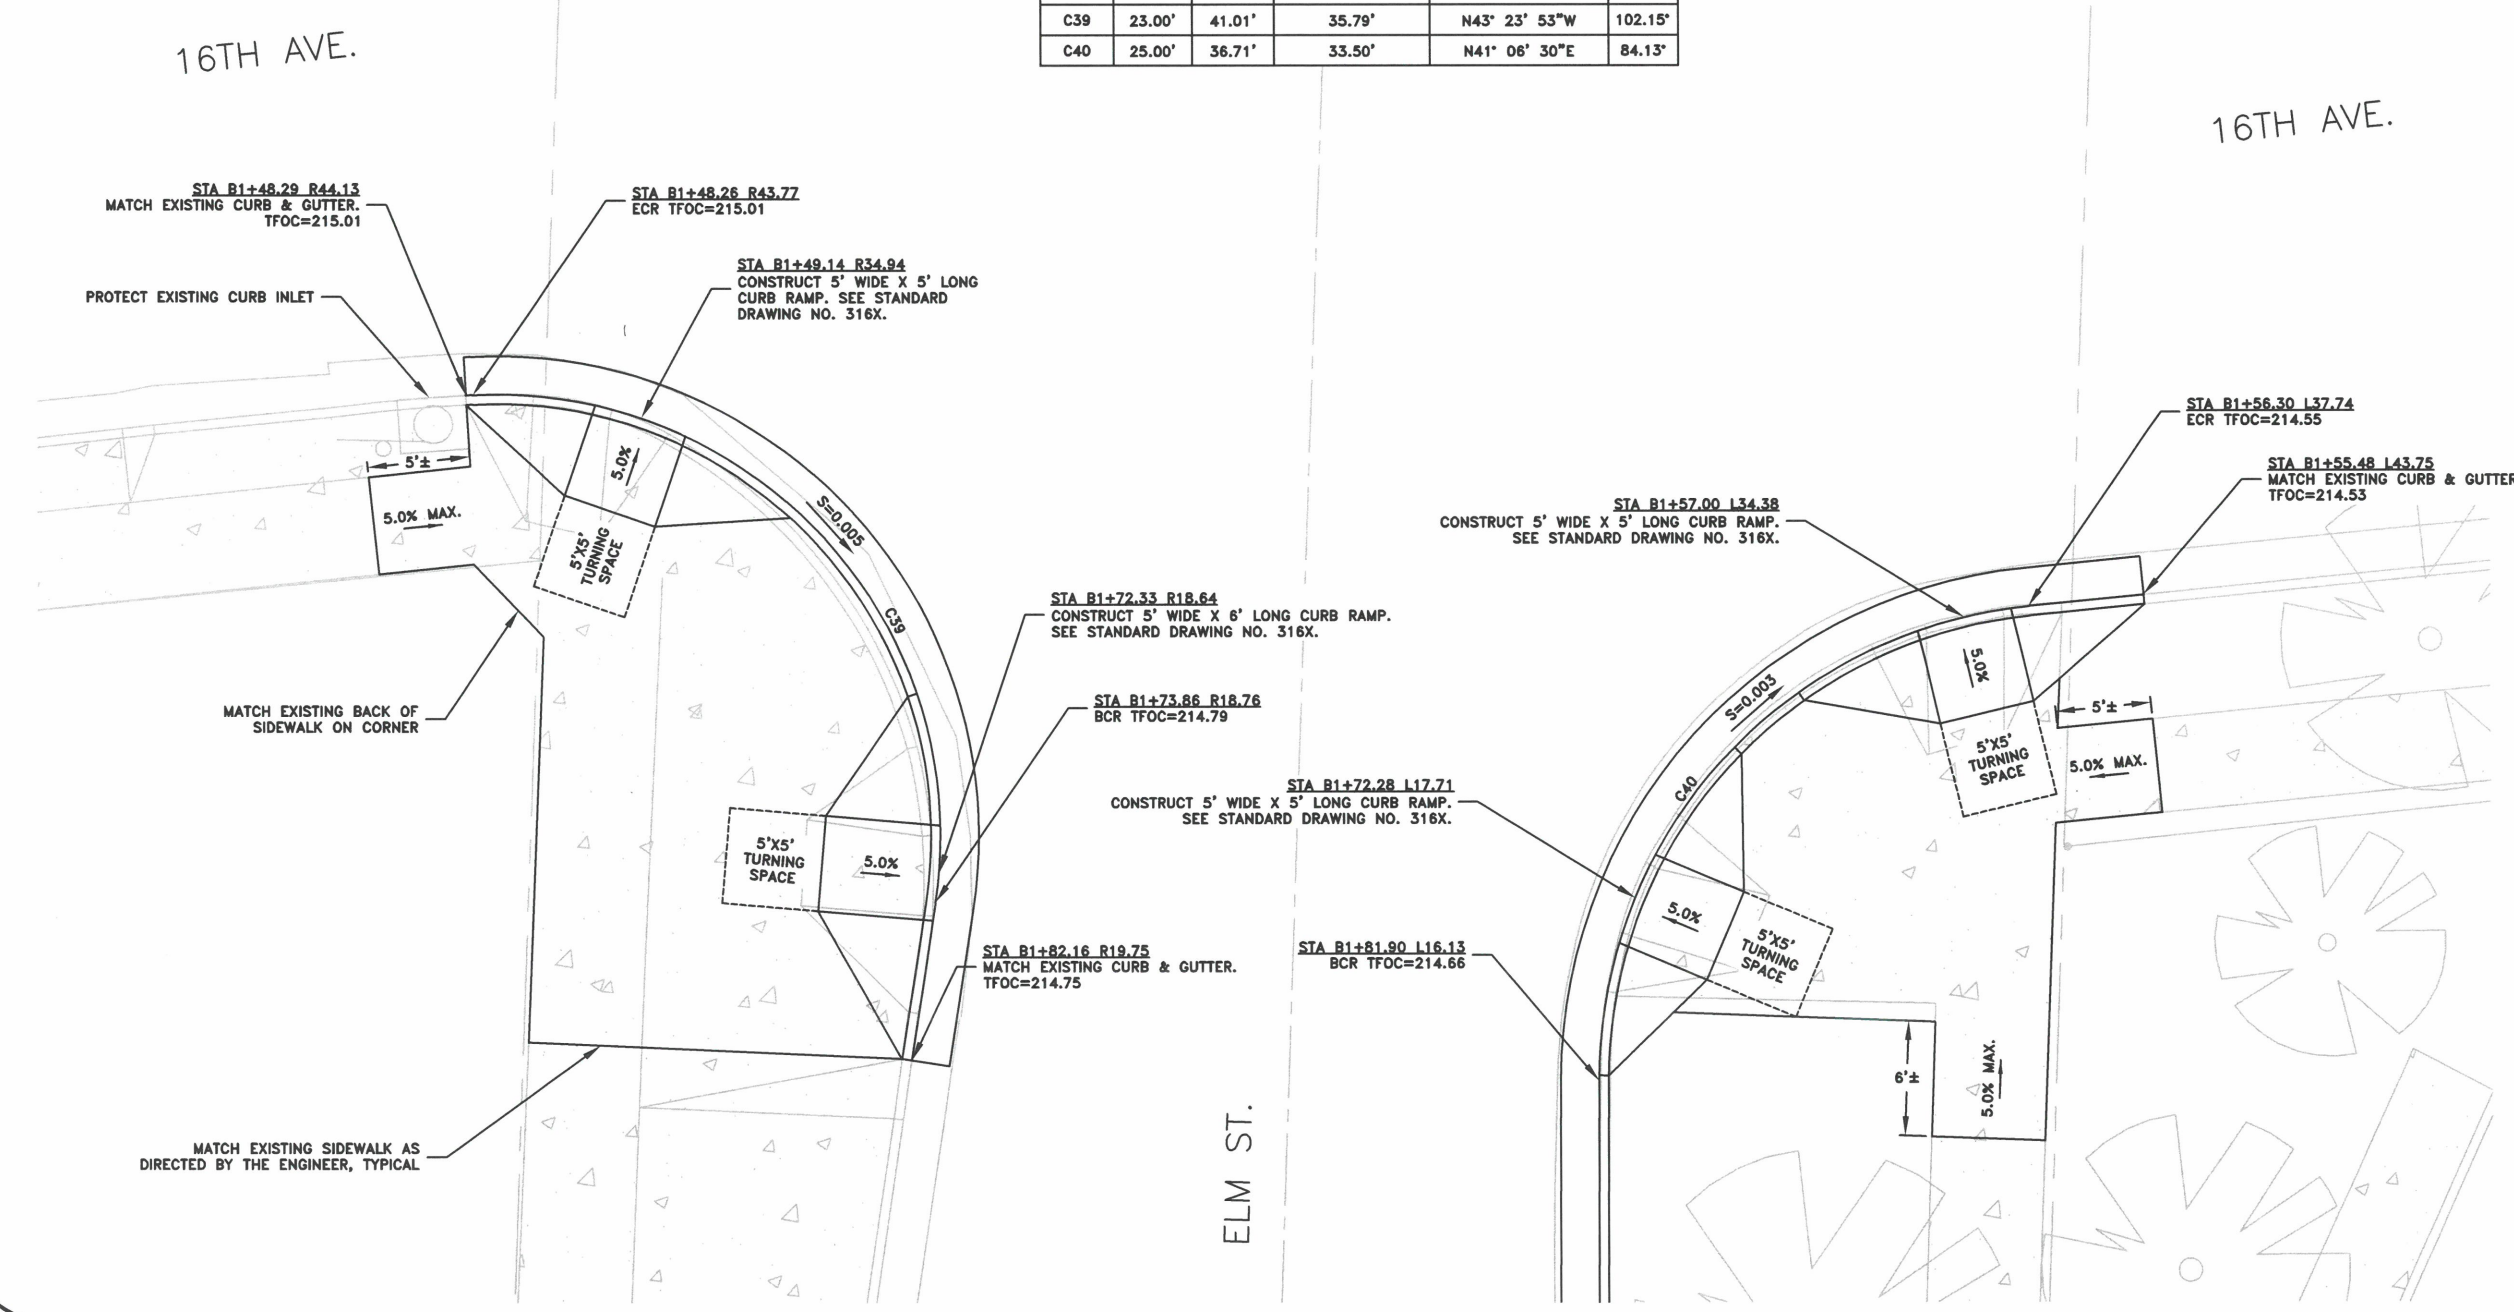 C39 23.00' 41.01' 35.79' N43° 23' 53"W 102.15°
C40 25.00' 36.71' 33.50' N41° 06' 30"E 84.13°
16TH AVE.
16TH AVE.
STA B1+48.29 R44.13
MATCH EXISTING CURB & GUTTER.
TFOC=215.01
STA B1+48.26 R43.77
ECR TFOC=215.01
STA B1+49.14 R34.94
CONSTRUCT 5' WIDE X 5' LONG
CURB RAMP. SEE STANDARD
DRAWING NO. 316X.
PROTECT EXISTING CURB INLET
5'±
5.0% MAX.
5.0%
5'X5'
TURNING
SPACE
S=0.005
C39
STA B1+72.33 R18.64
CONSTRUCT 5' WIDE X 6' LONG CURB RAMP.
SEE STANDARD DRAWING NO. 316X.
STA B1+73.86 R18.76
BCR TFOC=214.79
MATCH EXISTING BACK OF
SIDEWALK ON CORNER
5'X5'
TURNING
SPACE
5.0%
STA B1+82.16 R19.75
MATCH EXISTING CURB & GUTTER.
TFOC=214.75
MATCH EXISTING SIDEWALK AS
DIRECTED BY THE ENGINEER, TYPICAL
ELM ST.
STA B1+56.30 L37.74
ECR TFOC=214.55
STA B1+55.48 L43.75
MATCH EXISTING CURB & GUTTER
TFOC=214.53
STA B1+57.00 L34.38
CONSTRUCT 5' WIDE X 5' LONG CURB RAMP.
SEE STANDARD DRAWING NO. 316X.
5.0%
S=0.003
5'±
5'X5'
TURNING
SPACE
5.0% MAX.
C40
STA B1+72.28 L17.71
CONSTRUCT 5' WIDE X 5' LONG CURB RAMP.
SEE STANDARD DRAWING NO. 316X.
5.0%
5'X5'
TURNING
SPACE
STA B1+81.90 L16.13
BCR TFOC=214.66
6'±
5.0% MAX.